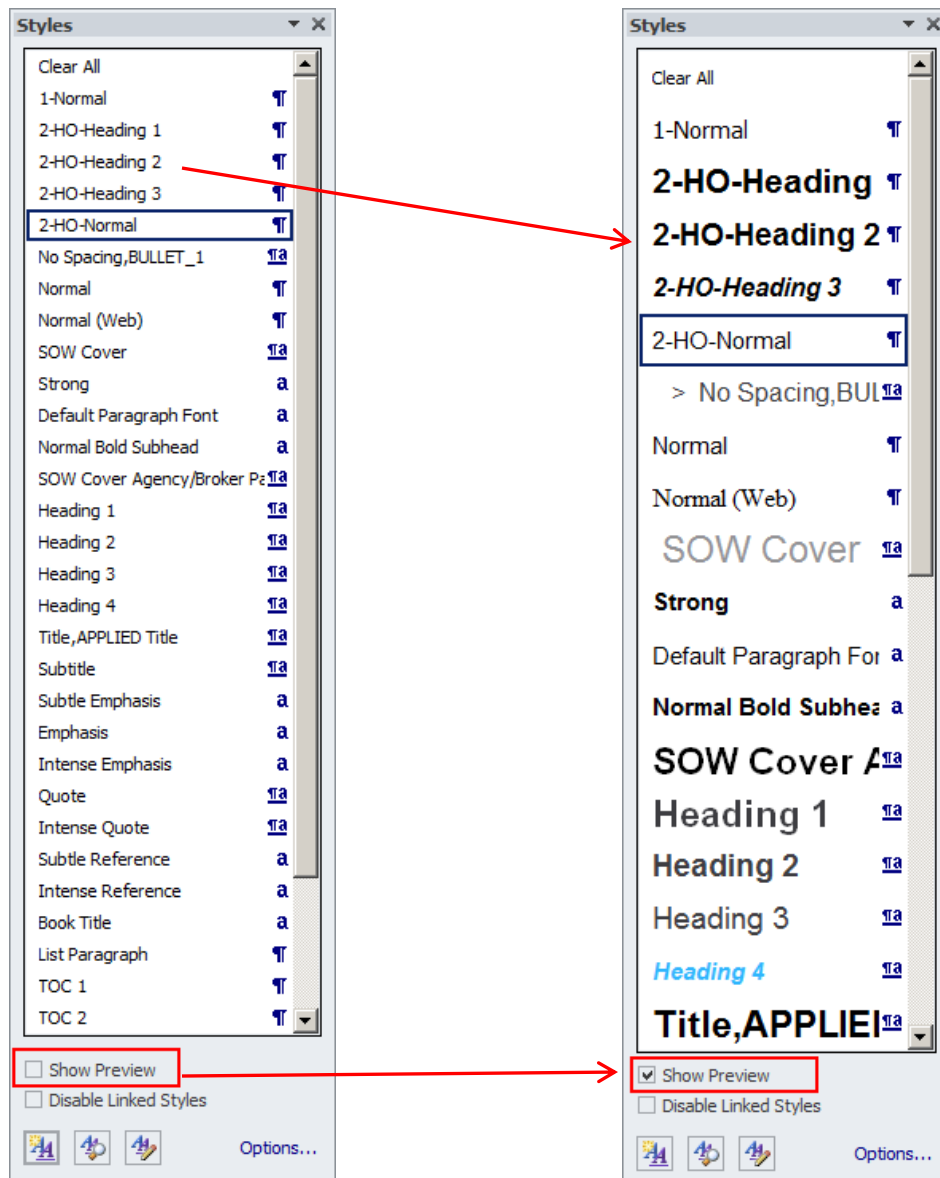 Styles
Clear All
1-Normal ¶
2-HO-Heading 1 ¶
2-HO-Heading 2 ¶
2-HO-Heading 3 ¶
2-HO-Normal ¶
No Spacing,BULLET_1 ¶a
Normal ¶
Normal (Web) ¶
SOW Cover ¶a
Strong a
Default Paragraph Font a
Normal Bold Subhead a
SOW Cover Agency/Broker Pa ¶a
Heading 1 ¶a
Heading 2 ¶a
Heading 3 ¶a
Heading 4 ¶a
Title,APPLIED Title ¶a
Subtitle ¶a
Subtle Emphasis a
Emphasis a
Intense Emphasis a
Quote ¶a
Intense Quote ¶a
Subtle Reference a
Intense Reference a
Book Title a
List Paragraph ¶
TOC 1 ¶
TOC 2 ¶
Show Preview
Disable Linked Styles
Options...
Styles
Clear All
1-Normal ¶
2-HO-Heading ¶
2-HO-Heading 2 ¶
2-HO-Heading 3 ¶
2-HO-Normal ¶
> No Spacing,BUL ¶a
Normal ¶
Normal (Web) ¶
SOW Cover ¶a
Strong a
Default Paragraph For a
Normal Bold Subhea a
SOW Cover A ¶a
Heading 1 ¶a
Heading 2 ¶a
Heading 3 ¶a
Heading 4 ¶a
Title,APPLIE ¶a
Show Preview
Disable Linked Styles
Options...